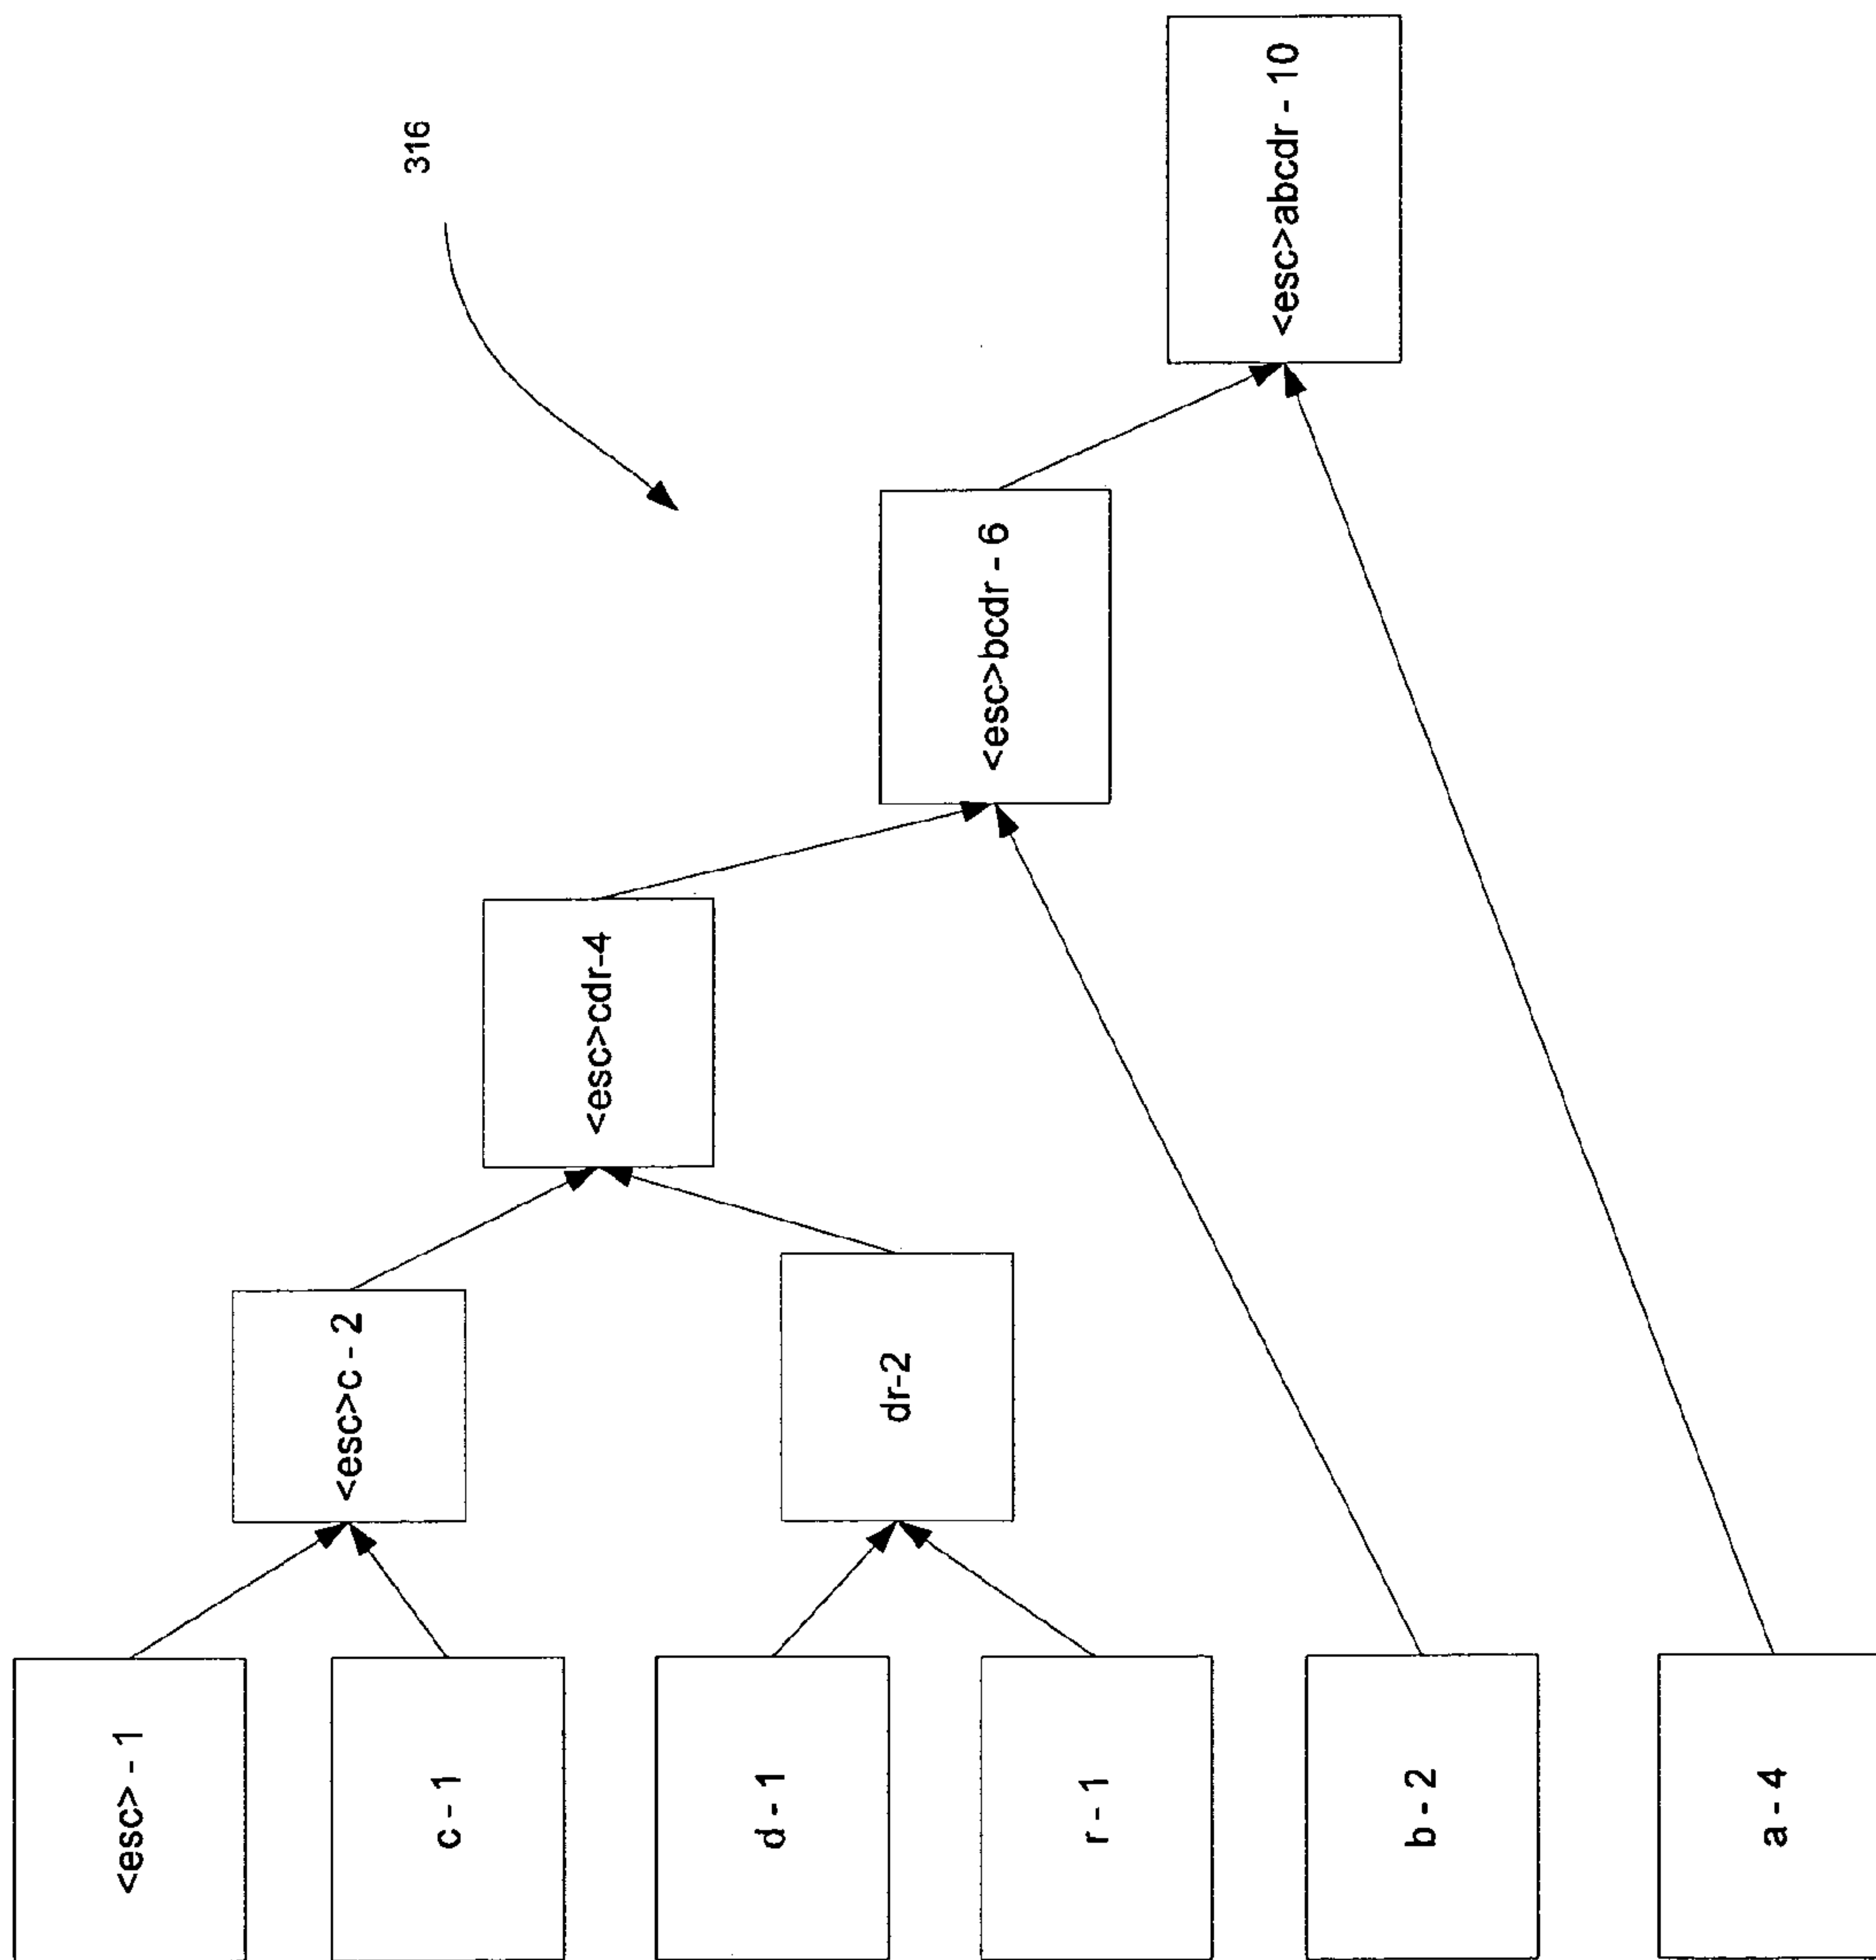 316
<esc>abcdr - 10
<esc>bcdr - 6
<esc>cdr-4
<esc>c - 2
dr-2
<esc> - 1
c - 1
d - 1
r - 1
b - 2
a - 4